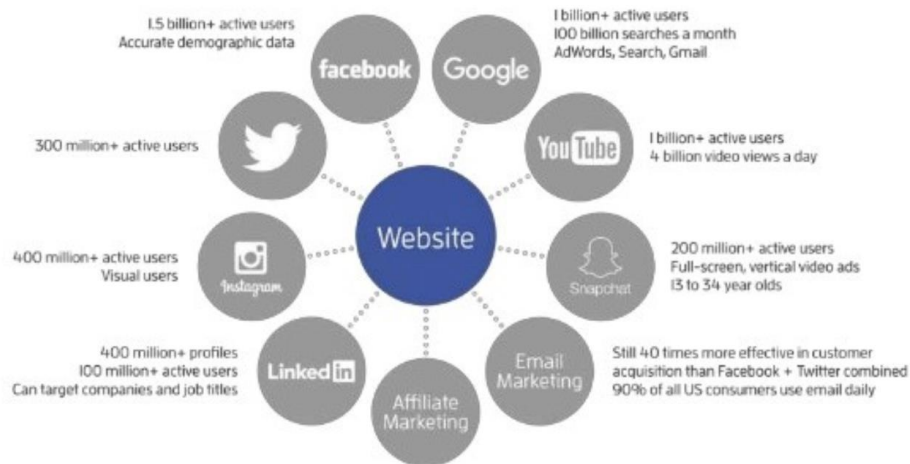 1.5 billion+ active users
Accurate demographic data
facebook
Google
1 billion+ active users
100 billion searches a month
AdWords, Search, Gmail
300 million+ active users
YouTube
1 billion+ active users
4 billion video views a day
Website
400 million+ active users
Visual users
Instagram
Snapchat
200 million+ active users
Full-screen, vertical video ads
13 to 34 year olds
400 million+ profiles
100 million+ active users
Can target companies and job titles
Linked in
Affiliate
Marketing
Email
Marketing
Still 40 times more effective in customer
acquisition than Facebook + Twitter combined
90% of all US consumers use email daily